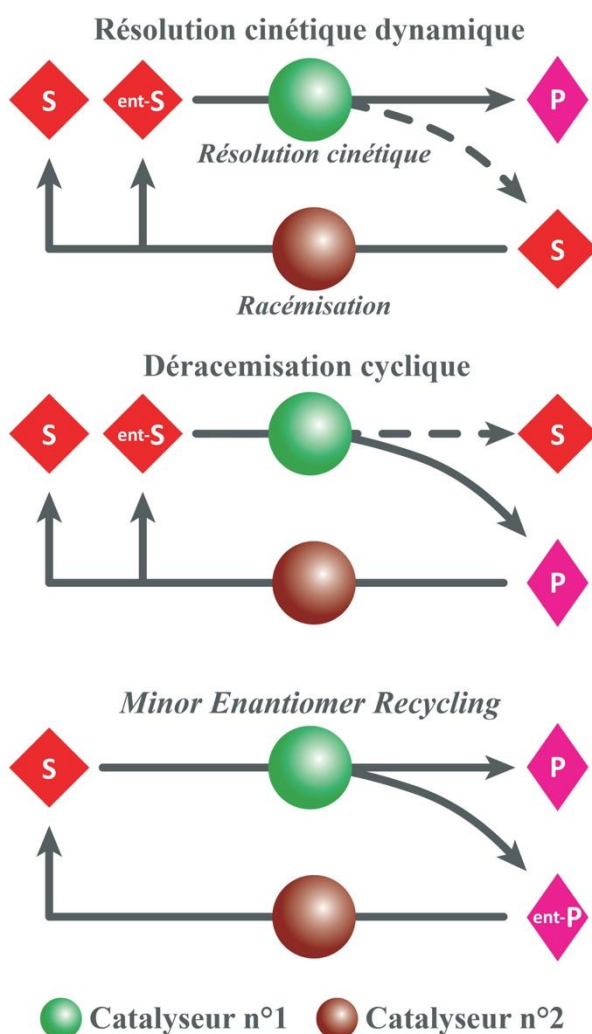 Résolution cinétique dynamique
S ent-S P
Résolution cinétique
S
Racémisation
Déracemisation cyclique
S ent-S S
P
Minor Enantiomer Recycling
S P
ent-P
Catalyseur n°1 Catalyseur n°2